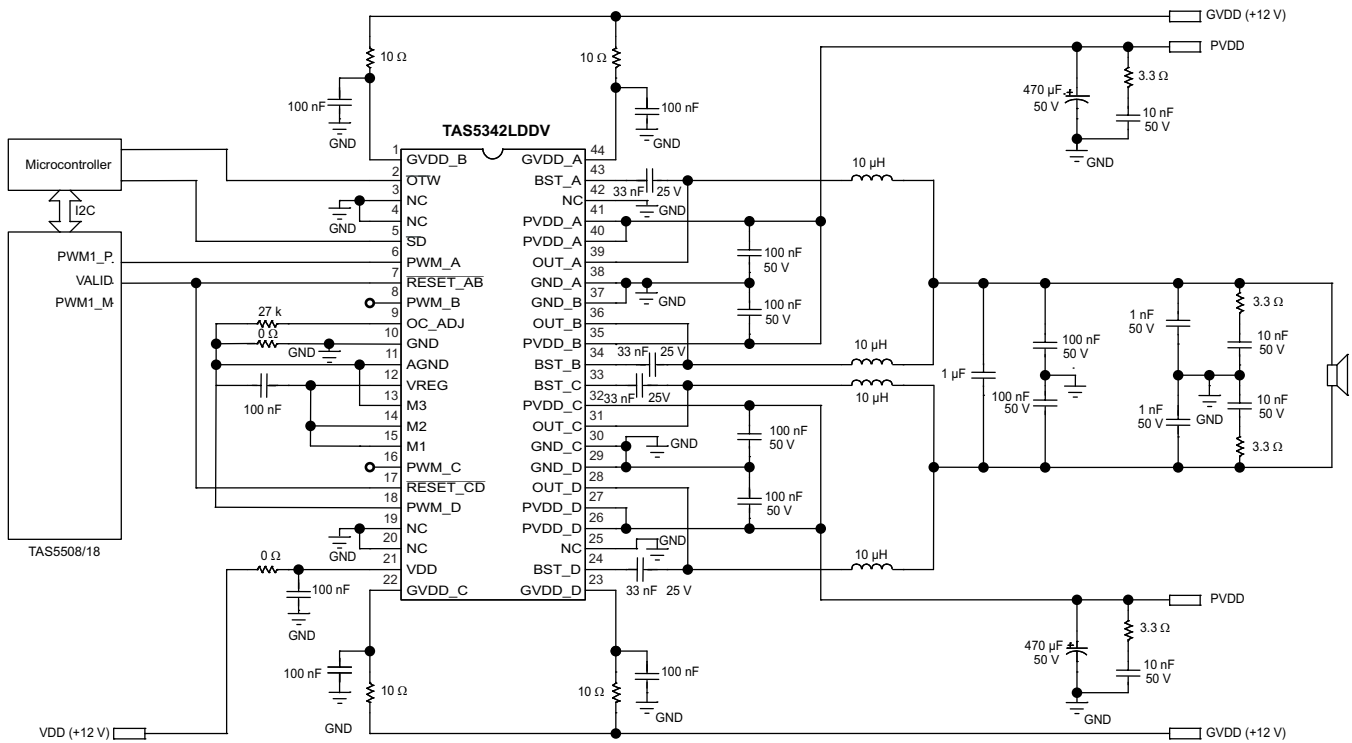 GVDD (+12 V)
PVDD
10 Ω
10 Ω
3.3 Ω
470 µF
50 V
10 nF
50 V
100 nF
100 nF
GND
GND
GND
TAS5342LDDV
Microcontroller
I2C
PWM1_P
VALID
PWM1_M
TAS5508/18
1
GVDD_B
2
OTW
3
NC
4
NC
5
SD
6
PWM_A
7
RESET_AB
8
PWM_B
9
OC_ADJ
10
GND
11
AGND
12
VREG
13
M3
14
M2
15
M1
16
PWM_C
17
RESET_CD
18
PWM_D
19
NC
20
NC
21
VDD
22
GVDD_C
44
GVDD_A
43
BST_A
42
NC
41
PVDD_A
40
PVDD_A
39
OUT_A
38
GND_A
37
GND_B
36
OUT_B
35
PVDD_B
34
BST_B
33
BST_C
32
PVDD_C
31
OUT_C
30
GND_C
29
GND_D
28
OUT_D
27
PVDD_D
26
PVDD_D
25
NC
24
BST_D
23
GVDD_D
GND
27 k
0 Ω
GND
100 nF
GND
0 Ω
100 nF
GND
33 nF 25 V
GND
10 µH
100 nF
50 V
GND
100 nF
50 V
33 nF 25 V
10 µH
33 nF 25V
10 µH
GND
100 nF
50 V
100 nF
50 V
GND
33 nF 25 V
10 µH
1 µF
100 nF
50 V
100 nF
50 V
1 nF
50 V
1 nF
50 V
GND
3.3 Ω
10 nF
50 V
10 nF
50 V
3.3 Ω
PVDD
3.3 Ω
470 µF
50 V
10 nF
50 V
GND
100 nF
10 Ω
GND
10 Ω
100 nF
GND
VDD (+12 V)
GVDD (+12 V)